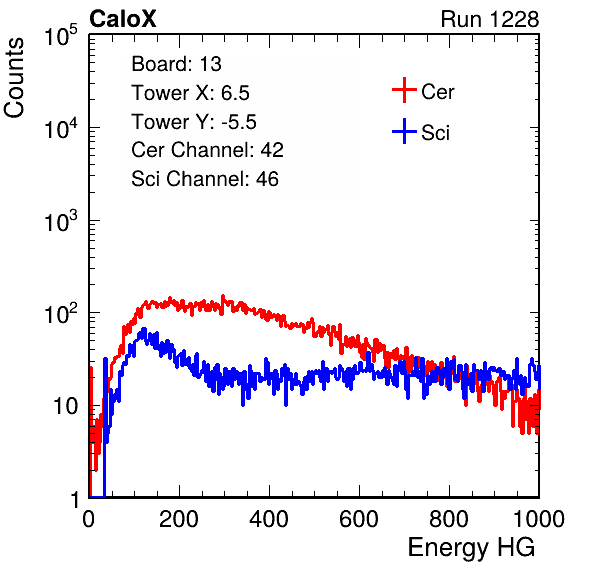 CaloX Run 1228
Counts
10^5
10^4
10^3
10^2
10
1
Board: 13
Tower X: 6.5
Tower Y: -5.5
Cer Channel: 42
Sci Channel: 46
Cer
Sci
0 200 400 600 800 1000
Energy HG